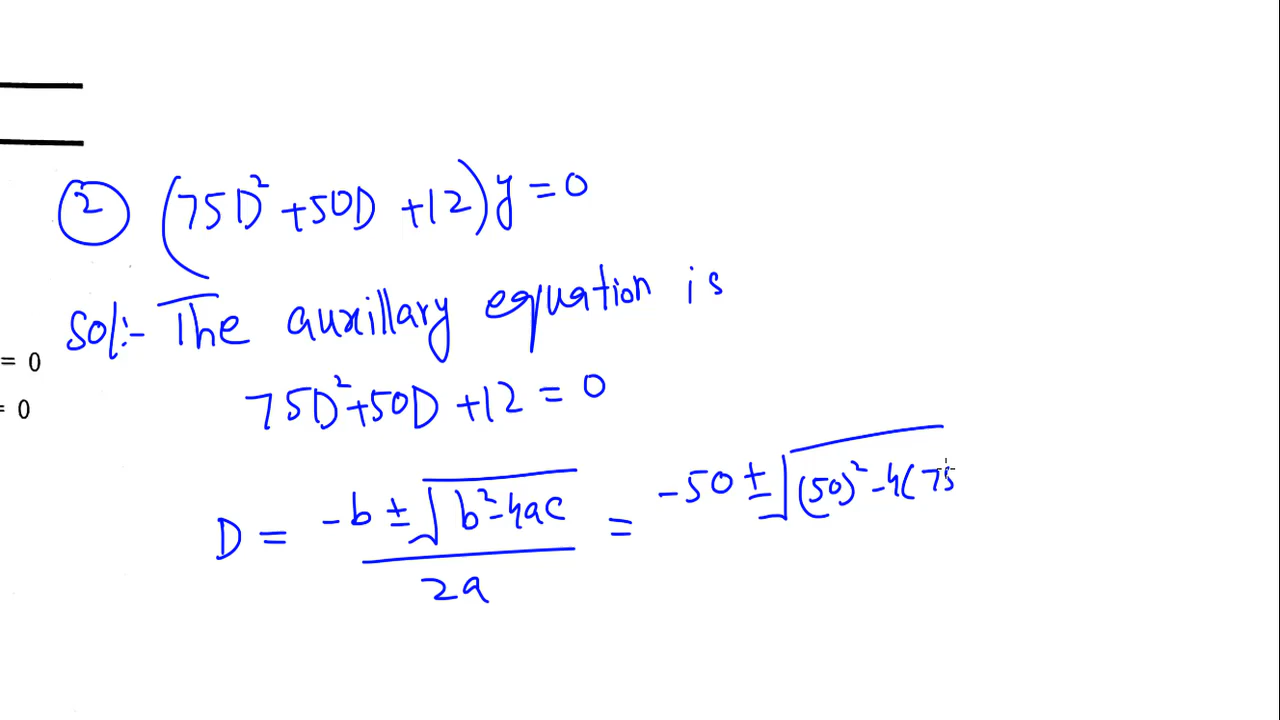 ② (75D²+50D+12)y=0
Sol:- The auxillary equation is
= 0
75D²+50D+12=0
= 0
D = (-b ± √(b²-4ac))/2a = -50 ± √((50)²-4(75